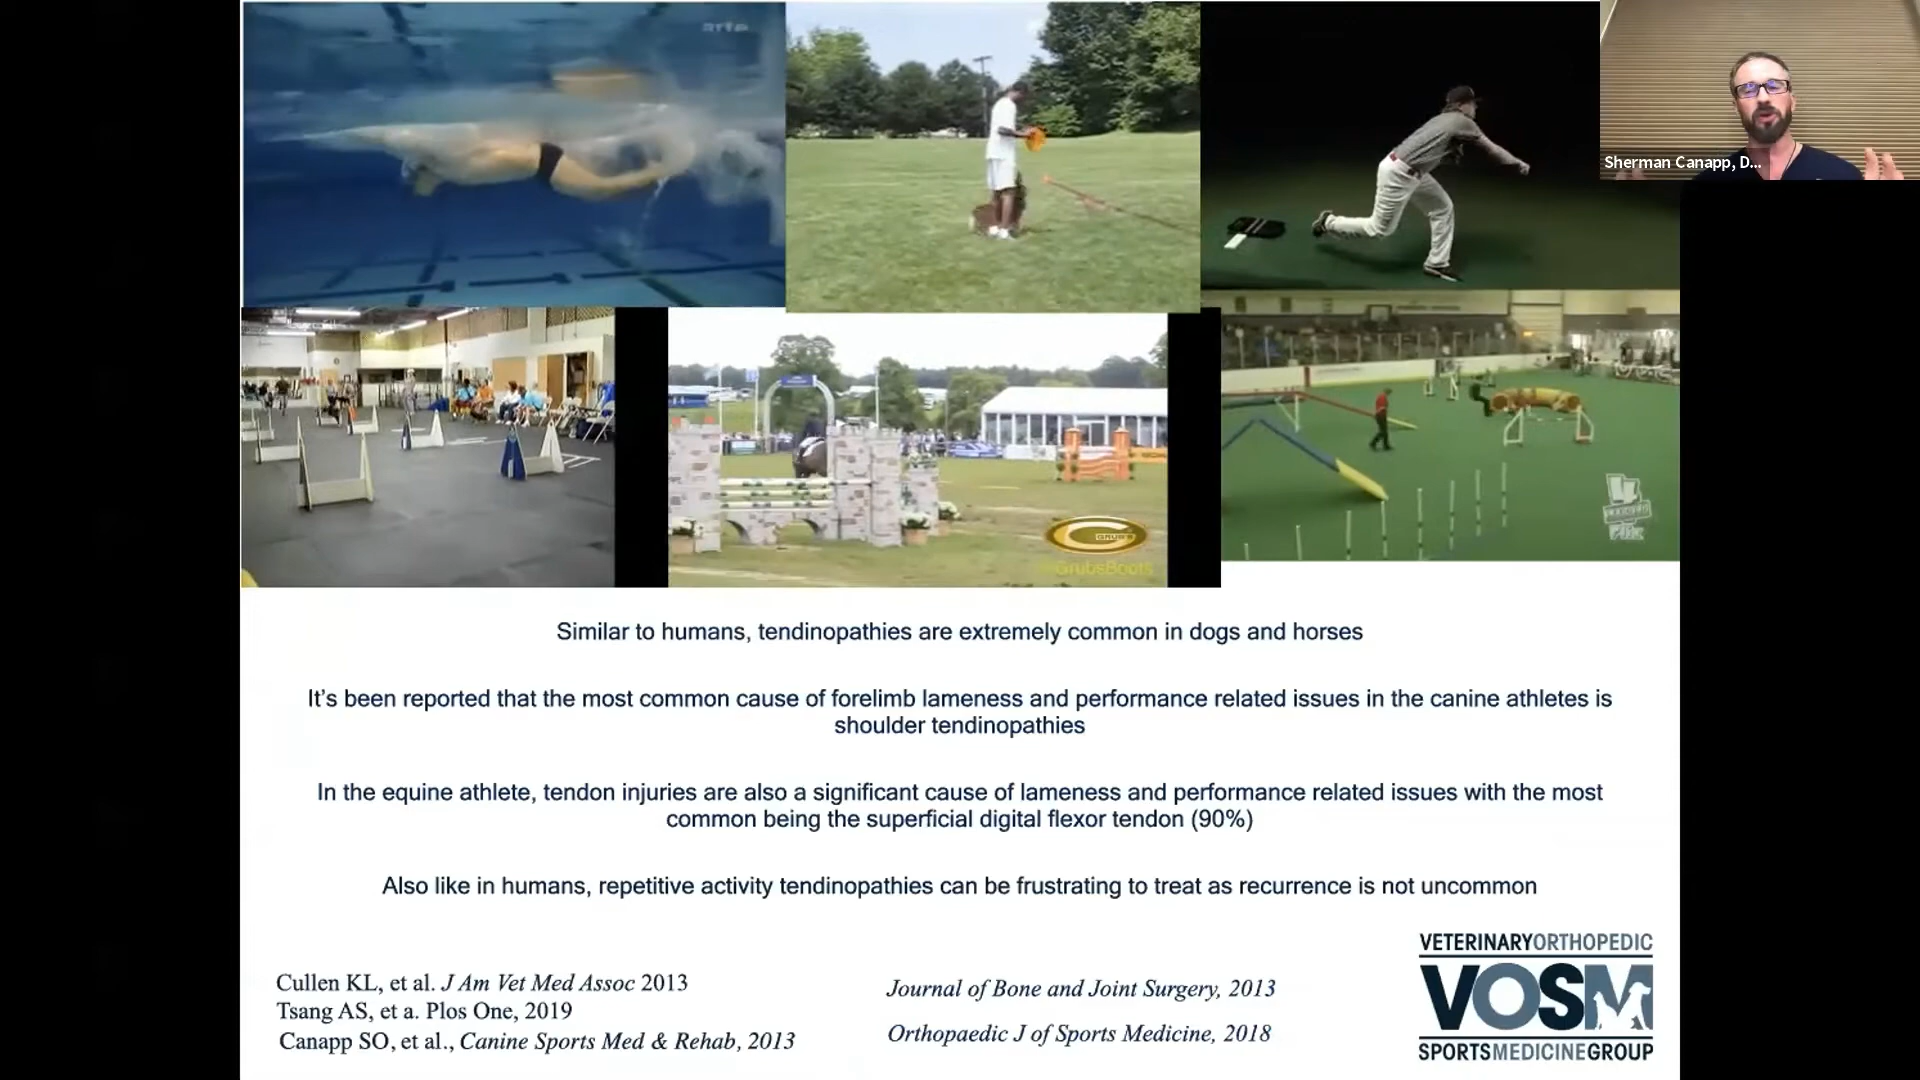 arte
Sherman Canapp, D...
GRUB'S
GrubsBoots
Similar to humans, tendinopathies are extremely common in dogs and horses
It's been reported that the most common cause of forelimb lameness and performance related issues in the canine athletes is
shoulder tendinopathies
In the equine athlete, tendon injuries are also a significant cause of lameness and performance related issues with the most
common being the superficial digital flexor tendon (90%)
Also like in humans, repetitive activity tendinopathies can be frustrating to treat as recurrence is not uncommon
Cullen KL, et al. J Am Vet Med Assoc 2013
Tsang AS, et a. Plos One, 2019
Canapp SO, et al., Canine Sports Med & Rehab, 2013
Journal of Bone and Joint Surgery, 2013
Orthopaedic J of Sports Medicine, 2018
VETERINARYORTHOPEDIC
VOSM
SPORTSMEDICINEGROUP